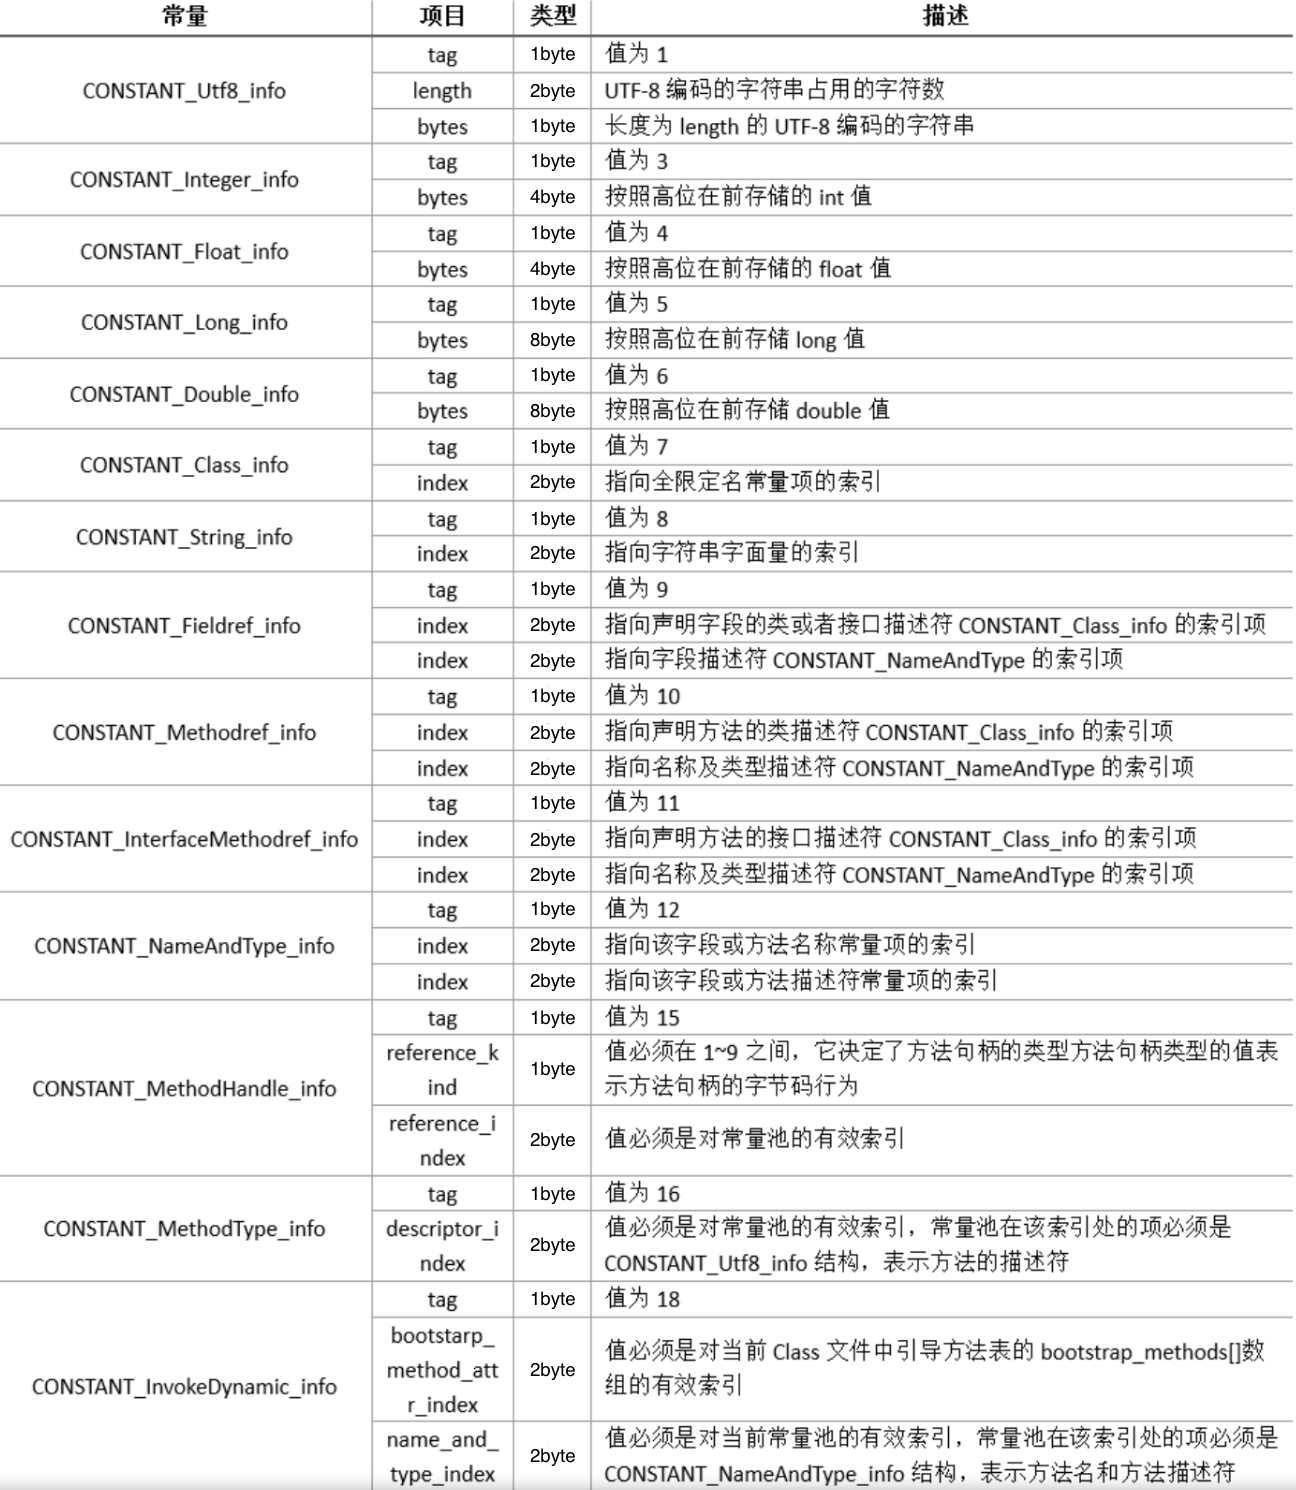 常量 项目 类型 描述
CONSTANT_Utf8_info tag 1byte 值为 1
length 2byte UTF-8 编码的字符串占用的字符数
bytes 1byte 长度为 length 的 UTF-8 编码的字符串
CONSTANT_Integer_info tag 1byte 值为 3
bytes 4byte 按照高位在前存储的 int 值
CONSTANT_Float_info tag 1byte 值为 4
bytes 4byte 按照高位在前存储的 float 值
CONSTANT_Long_info tag 1byte 值为 5
bytes 8byte 按照高位在前存储 long 值
CONSTANT_Double_info tag 1byte 值为 6
bytes 8byte 按照高位在前存储 double 值
CONSTANT_Class_info tag 1byte 值为 7
index 2byte 指向全限定名常量项的索引
CONSTANT_String_info tag 1byte 值为 8
index 2byte 指向字符串字面量的索引
CONSTANT_Fieldref_info tag 1byte 值为 9
index 2byte 指向声明字段的类或者接口描述符 CONSTANT_Class_info 的索引项
index 2byte 指向字段描述符 CONSTANT_NameAndType 的索引项
CONSTANT_Methodref_info tag 1byte 值为 10
index 2byte 指向声明方法的类描述符 CONSTANT_Class_info 的索引项
index 2byte 指向名称及类型描述符 CONSTANT_NameAndType 的索引项
CONSTANT_InterfaceMethodref_info tag 1byte 值为 11
index 2byte 指向声明方法的接口描述符 CONSTANT_Class_info 的索引项
index 2byte 指向名称及类型描述符 CONSTANT_NameAndType 的索引项
CONSTANT_NameAndType_info tag 1byte 值为 12
index 2byte 指向该字段或方法名称常量项的索引
index 2byte 指向该字段或方法描述符常量项的索引
CONSTANT_MethodHandle_info tag 1byte 值为 15
reference_k
ind 1byte 值必须在 1~9 之间，它决定了方法句柄的类型方法句柄类型的值表
示方法句柄的字节码行为
reference_i
ndex 2byte 值必须是对常量池的有效索引
CONSTANT_MethodType_info tag 1byte 值为 16
descriptor_i
ndex 2byte 值必须是对常量池的有效索引，常量池在该索引处的项必须是
CONSTANT_Utf8_info 结构，表示方法的描述符
CONSTANT_InvokeDynamic_info tag 1byte 值为 18
bootstarp_
method_att
r_index 2byte 值必须是对当前 Class 文件中引导方法表的 bootstrap_methods[]数
组的有效索引
name_and_
type_index 2byte 值必须是对当前常量池的有效索引，常量池在该索引处的项必须是
CONSTANT_NameAndType_info 结构，表示方法名和方法描述符